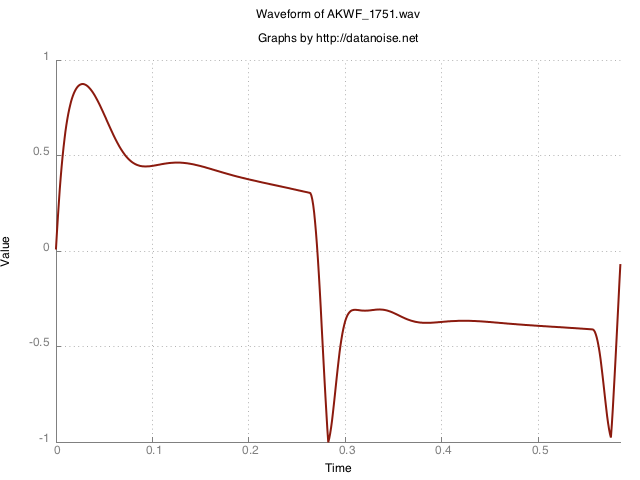 Waveform of AKWF_1751.wav
Graphs by http://datanoise.net
1
0.5
0
-0.5
-1
Value
0 0.1 0.2 0.3 0.4 0.5
Time